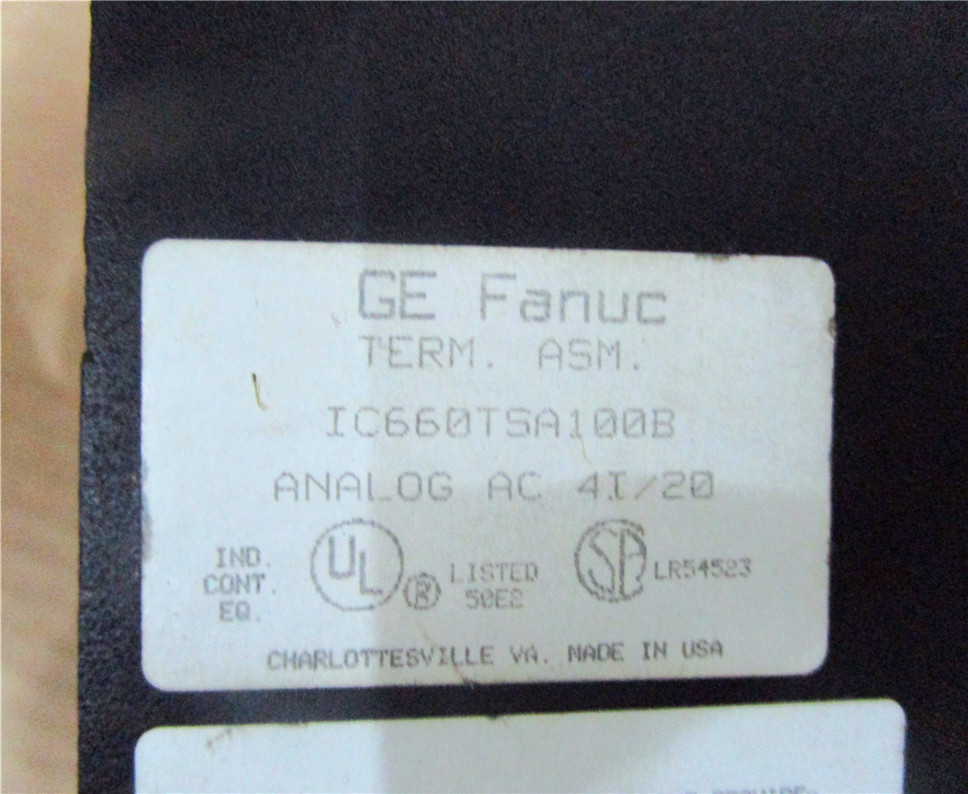 GE Fanuc
TERM. ASM.
IC660TSA100B
ANALOG AC 4I/20
IND. CONT. EQ.
UL ® LISTED 50E2
SA LR54523
CHARLOTTESVILLE VA. MADE IN USA